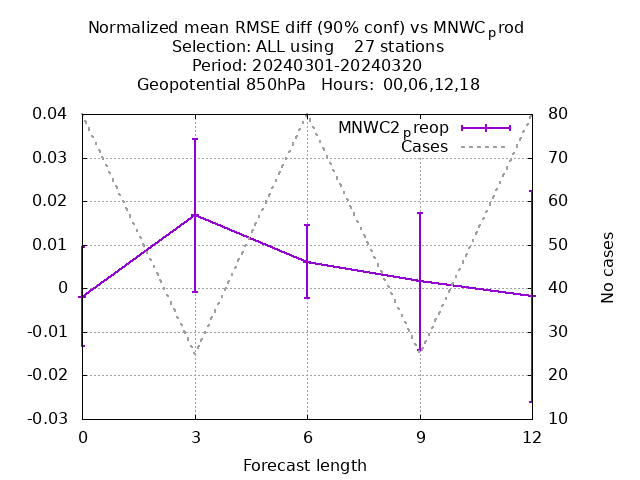 Normalized mean RMSE diff (90% conf) vs MNWCprod
Selection: ALL using 27 stations
Period: 20240301-20240320
Geopotential 850hPa Hours: 00,06,12,18
MNWC2preop
Cases
0.04
0.03
0.02
0.01
0
-0.01
-0.02
-0.03
80
70
60
50
40
30
20
10
No cases
0 3 6 9 12
Forecast length